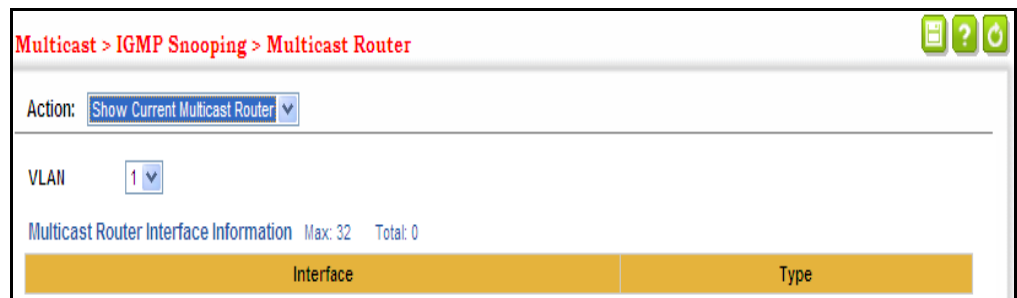 Multicast > IGMP Snooping > Multicast Router
?
Action: Show Current Multicast Router
VLAN 1
Multicast Router Interface Information Max: 32 Total: 0
Interface Type